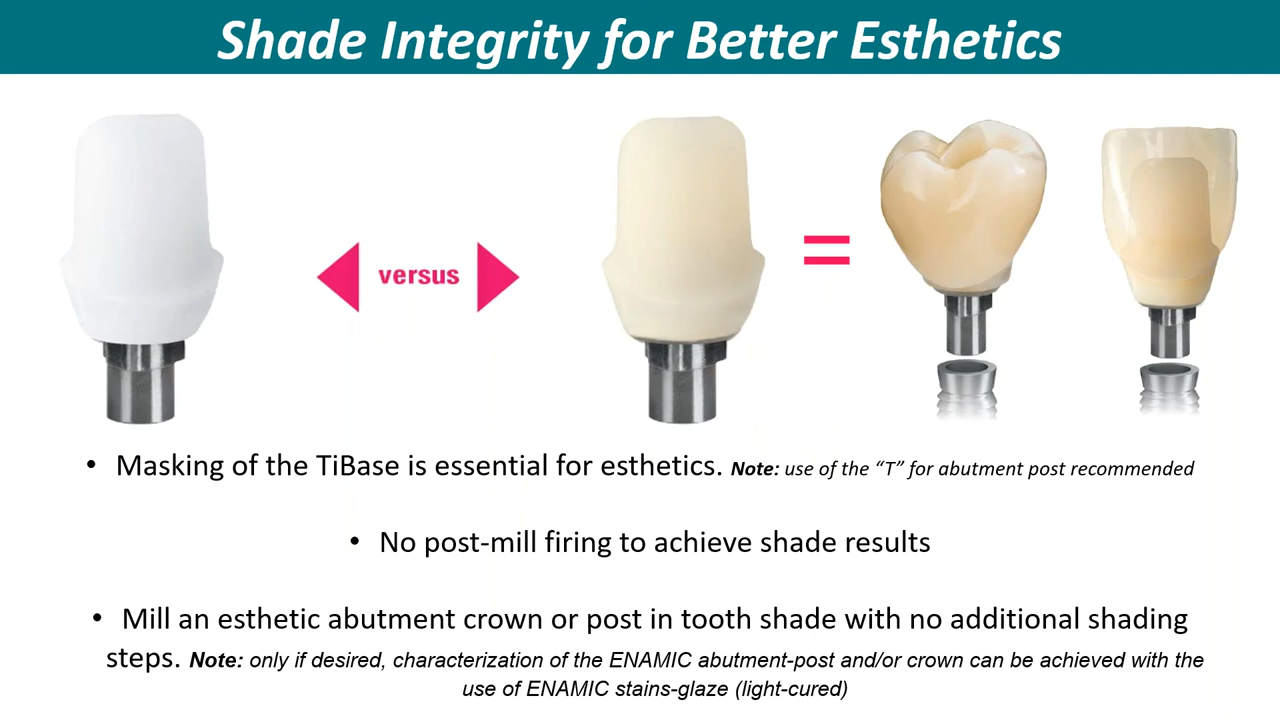 Shade Integrity for Better Esthetics
versus
=
• Masking of the TiBase is essential for esthetics. Note: use of the “T” for abutment post recommended
• No post-mill firing to achieve shade results
• Mill an esthetic abutment crown or post in tooth shade with no additional shading
steps. Note: only if desired, characterization of the ENAMIC abutment-post and/or crown can be achieved with the
use of ENAMIC stains-glaze (light-cured)